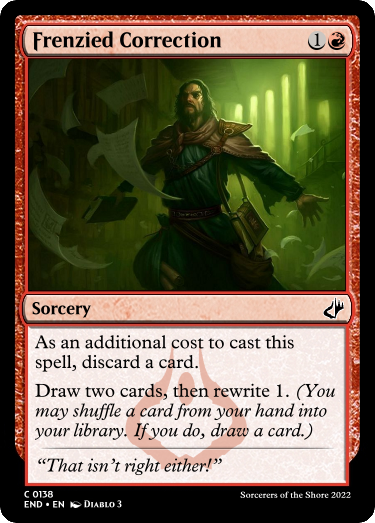 Frenzied Correction 1
Sorcery
As an additional cost to cast this
spell, discard a card.
Draw two cards, then rewrite 1. (You
may shuffle a card from your hand into
your library. If you do, draw a card.)
“That isn’t right either!”
C 0138
END • EN Diablo 3
Sorcerers of the Shore 2022